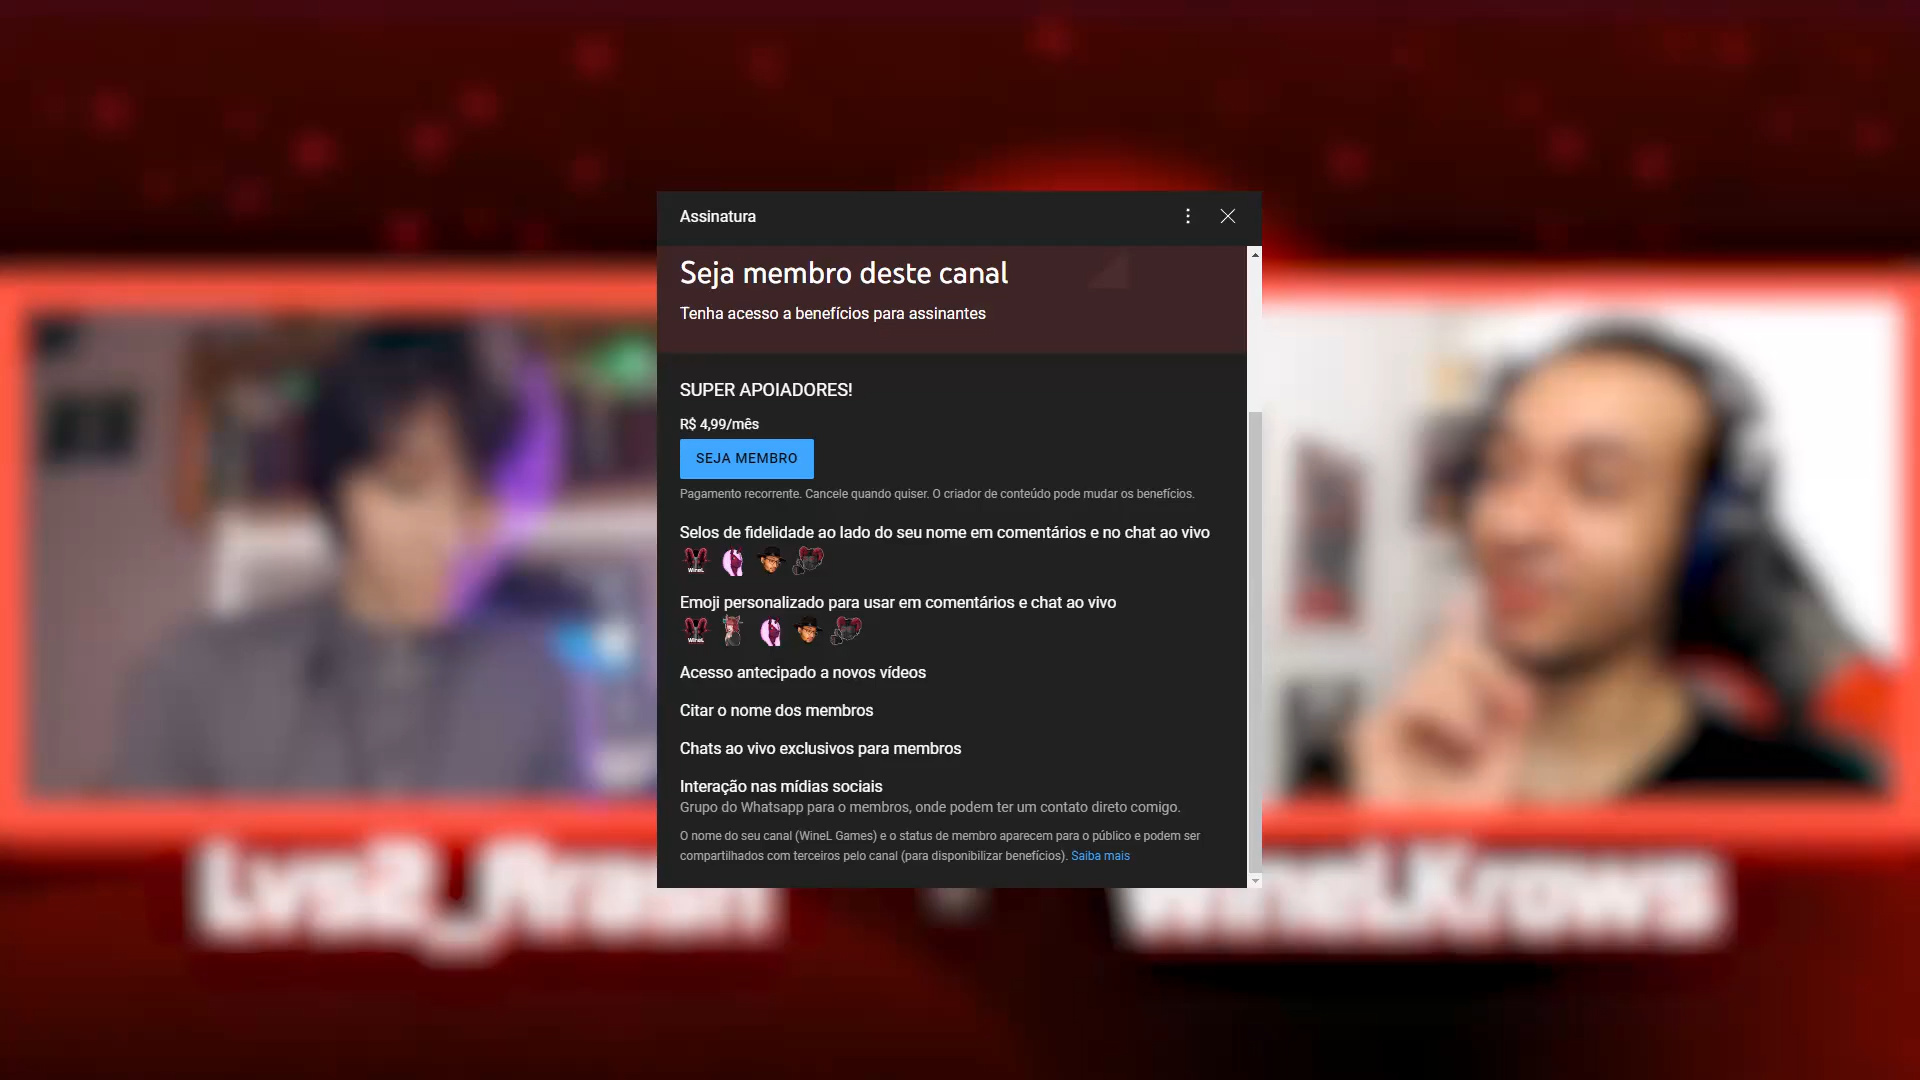 Assinatura
Seja membro deste canal
Tenha acesso a benefícios para assinantes
SUPER APOIADORES!
R$ 4,99/mês
SEJA MEMBRO
Pagamento recorrente. Cancele quando quiser. O criador de conteúdo pode mudar os benefícios.
Selos de fidelidade ao lado do seu nome em comentários e no chat ao vivo
Emoji personalizado para usar em comentários e chat ao vivo
Acesso antecipado a novos vídeos
Citar o nome dos membros
Chats ao vivo exclusivos para membros
Interação nas mídias sociais
Grupo do Whatsapp para o membros, onde podem ter um contato direto comigo.
O nome do seu canal (WineL Games) e o status de membro aparecem para o público e podem ser
compartilhados com terceiros pelo canal (para disponibilizar benefícios). Saiba mais